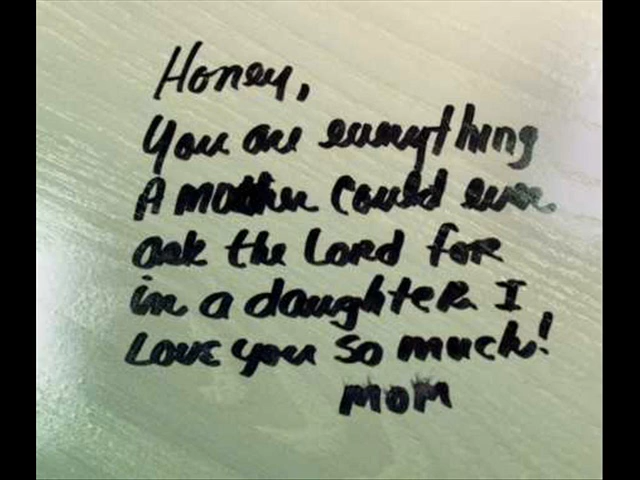 Honey,
You are everything
A mother could ever
ask the Lord for
in a daughter I
Love you so much!
MOM